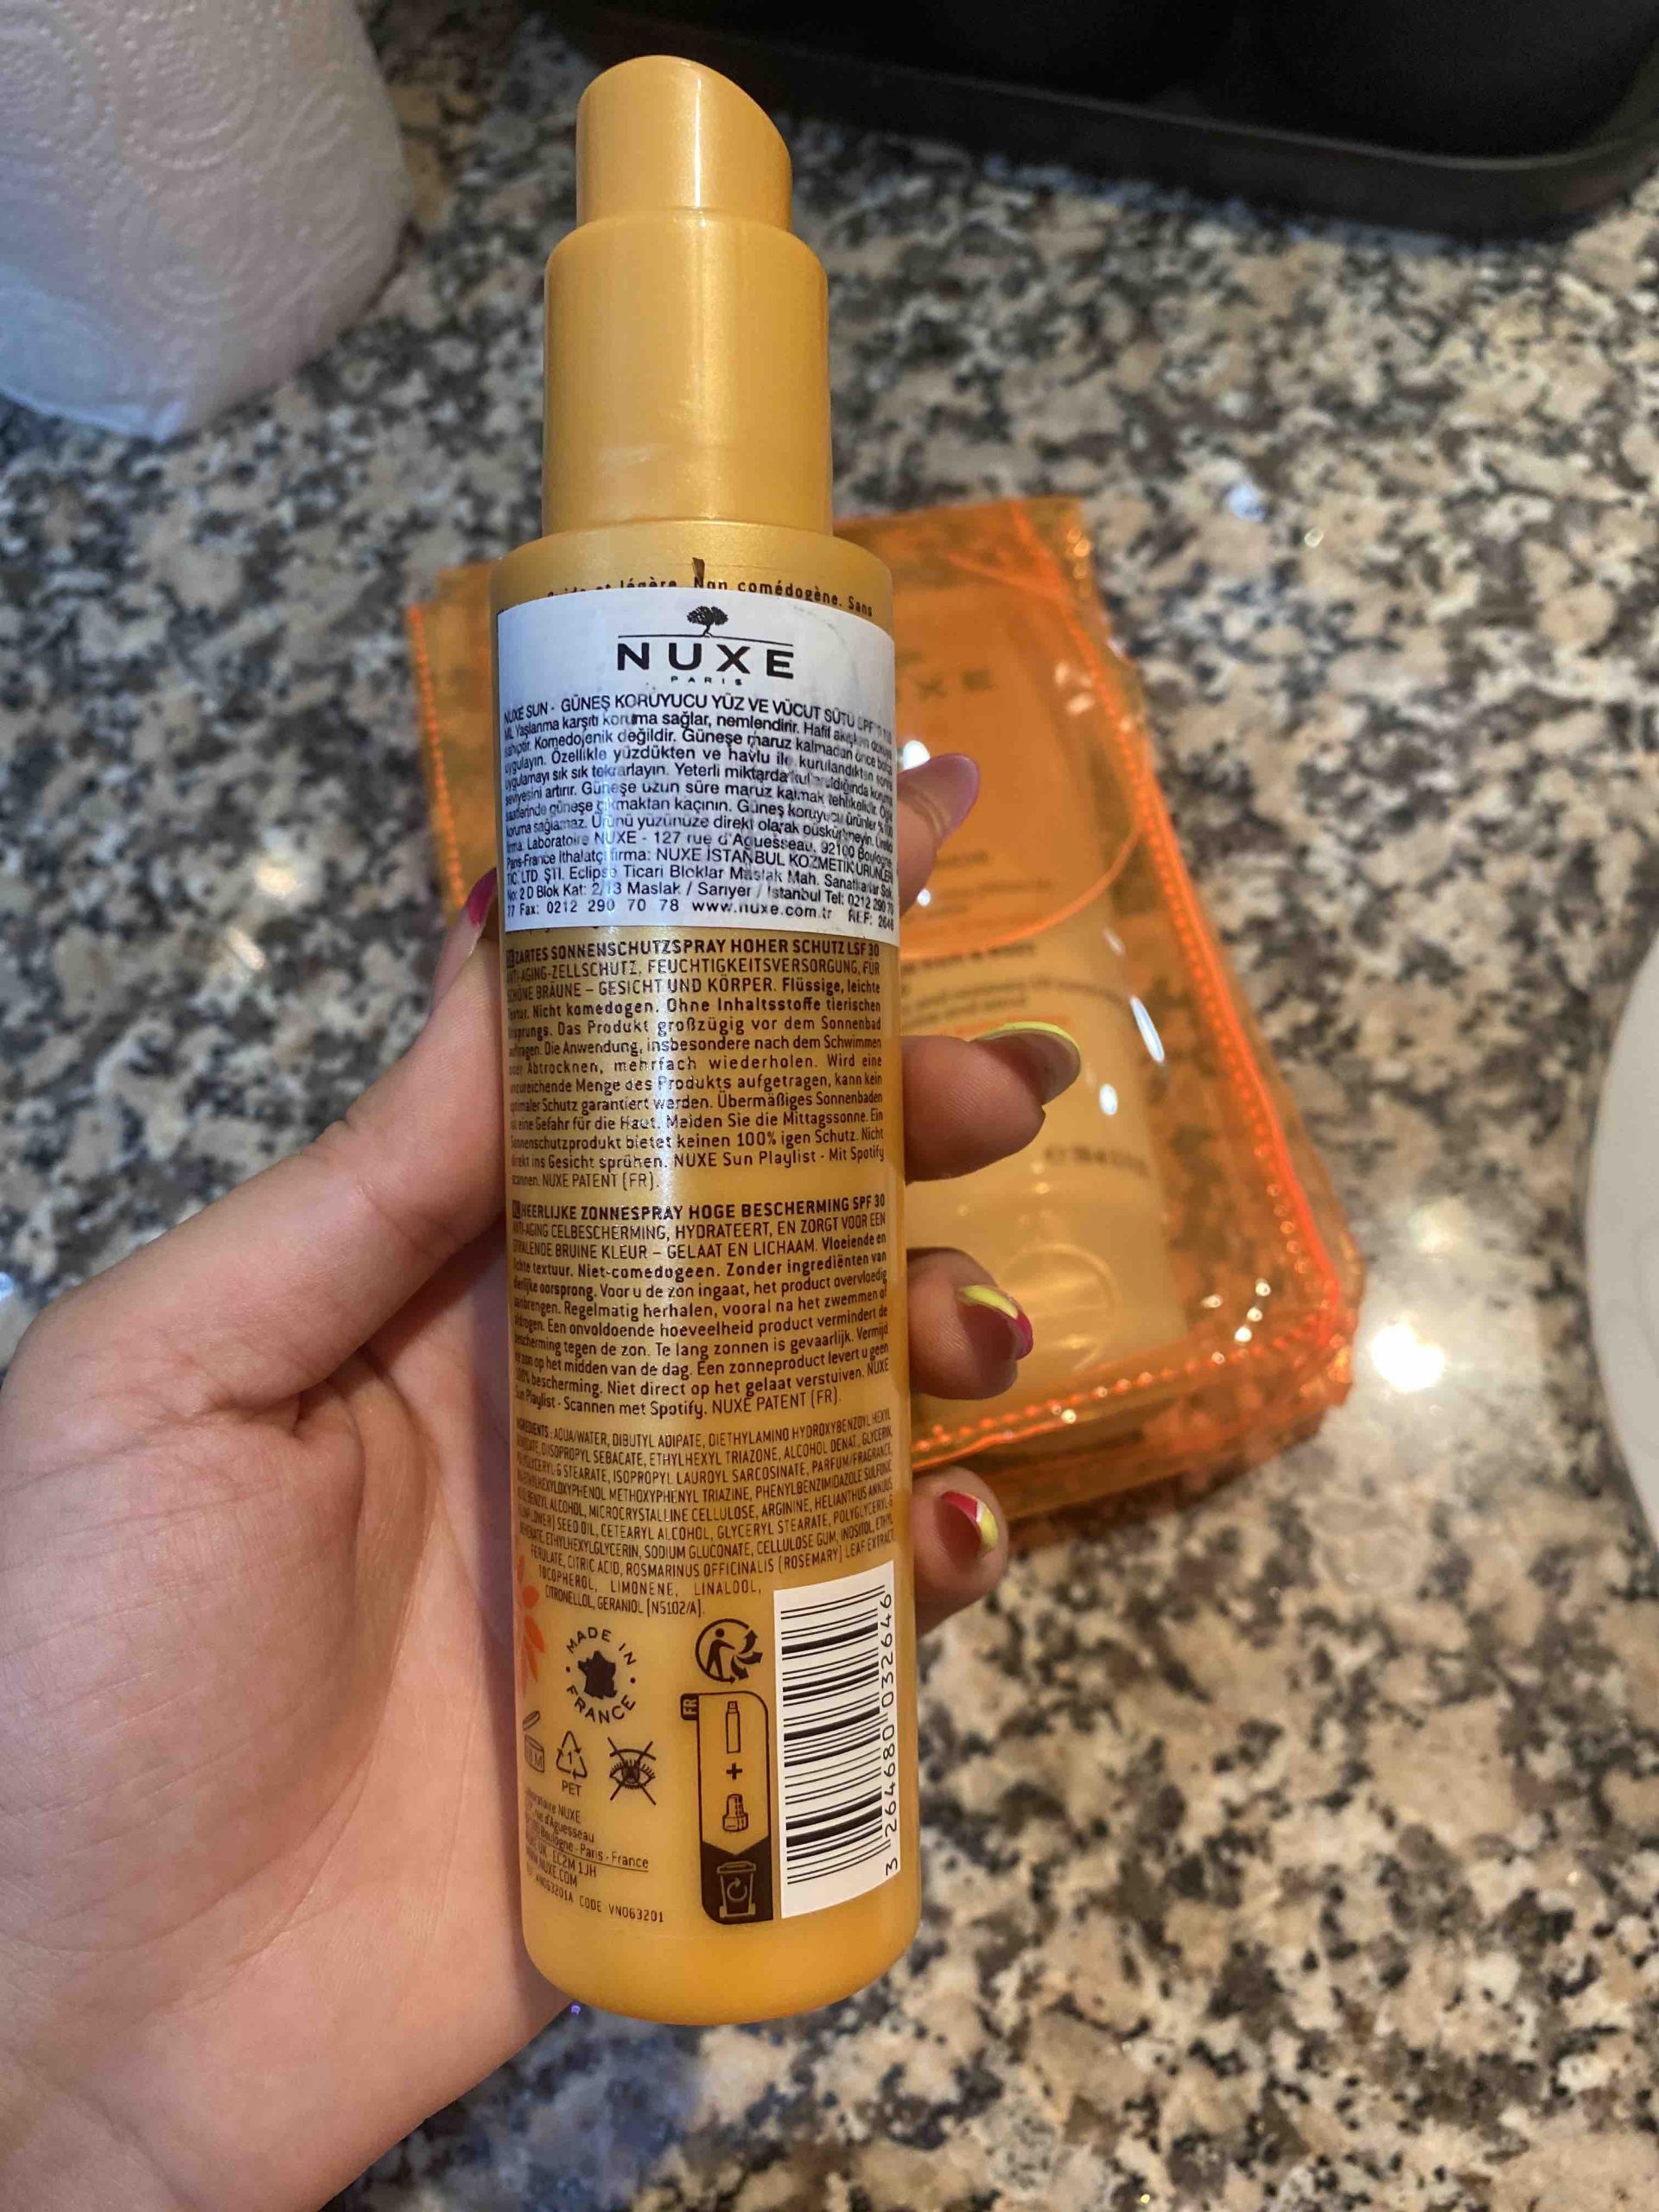 légère. Non comédogène. Sans
NUXE
PARIS
NUXE SUN - GÜNEŞ KORUYUCU YÜZ VE VÜCUT SÜTÜ SPF
ML Yaşlanma karşıtı koruma sağlar, nemlendirir. Hafif akışkan
Komedojenik değildir. Güneşe maruz kalmadan önce
uygulayın. Özellikle yüzdükten ve havlu ile kurulandıktan sonra
uygulamayı sık sık tekrarlayın. Yeterli miktarda kullanıldığında
seviyesini artırır. Güneşe uzun süre maruz kalmak tehlikelidir.
saatlerinde güneşe çıkmaktan kaçının. Güneş koruyucu ürünler %100
koruma sağlamaz. Ürünü yüzünüze direkt olarak püskürtmeyin.
firma: Laboratoire NUXE - 127 rue d'Aguesseau, 92100 Boulogne
Paris-France İthalatçı firma: NUXE İSTANBUL KOZMETİK ÜRÜNLERİ
TİC. LTD. ŞTİ. Eclipse Ticari Bloklar Maslak Mah. Sanatkarlar Sok.
No: 2 D Blok Kat: 2/13 Maslak / Sarıyer / İstanbul Tel: 0212 290 70
77 Fax: 0212 290 70 78 www.nuxe.com.tr REF: 2646
ZARTES SONNENSCHUTZSPRAY HOHER SCHUTZ LSF 30
ANTI-AGING-ZELLSCHUTZ, FEUCHTIGKEITSVERSORGUNG, FÜR
SCHÖNE BRÄUNE – GESICHT UND KÖRPER. Flüssige, leichte
Textur. Nicht komedogen. Ohne Inhaltsstoffe tierischen
Ursprungs. Das Produkt großzügig vor dem Sonnenbad
auftragen. Die Anwendung, insbesondere nach dem Schwimmen
oder Abtrocknen, mehrfach wiederholen. Wird eine
unzureichende Menge des Produkts aufgetragen, kann kein
optimaler Schutz garantiert werden. Übermäßiges Sonnenbaden
ist eine Gefahr für die Haut. Meiden Sie die Mittagssonne. Ein
Sonnenschutzprodukt bietet keinen 100% igen Schutz. Nicht
direkt ins Gesicht sprühen. NUXE Sun Playlist - Mit Spotify
scannen. NUXE PATENT (FR).
HEERLIJKE ZONNESPRAY HOGE BESCHERMING SPF 30
ANTI-AGING CELBESCHERMING, HYDRATEERT, EN ZORGT VOOR EEN
STRALENDE BRUINE KLEUR – GELAAT EN LICHAAM. Vloeiende en
lichte textuur. Niet-comedogeen. Zonder ingrediënten van
dierlijke oorsprong. Voor u de zon ingaat, het product overvloedig
aanbrengen. Regelmatig herhalen, vooral na het zwemmen of
afdrogen. Een onvoldoende hoeveelheid product vermindert de
bescherming tegen de zon. Te lang zonnen is gevaarlijk. Vermijd
de zon op het midden van de dag. Een zonneproduct levert u geen
100% bescherming. Niet direct op het gelaat verstuiven. NUXE
Sun Playlist - Scannen met Spotify. NUXE PATENT (FR).
INGREDIENTS : AQUA/WATER, DIBUTYL ADIPATE, DIETHYLAMINO HYDROXYBENZOYL HEXYL
BENZOATE, DIISOPROPYL SEBACATE, ETHYLHEXYL TRIAZONE, ALCOHOL DENAT., GLYCERIN,
POLYGLYCERYL-6 STEARATE, ISOPROPYL LAUROYL SARCOSINATE, PARFUM/FRAGRANCE,
BIS-ETHYLHEXYLOXYPHENOL METHOXYPHENYL TRIAZINE, PHENYLBENZIMIDAZOLE SULFONIC
ACID, BENZYL ALCOHOL, MICROCRYSTALLINE CELLULOSE, ARGININE, HELIANTHUS ANNUUS
(SUNFLOWER) SEED OIL, CETEARYL ALCOHOL, GLYCERYL STEARATE, POLYGLYCERYL-6
BEHENATE, ETHYLHEXYLGLYCERIN, SODIUM GLUCONATE, CELLULOSE GUM, INOSITOL, ETHYL
FERULATE, CITRIC ACID, ROSMARINUS OFFICINALIS (ROSEMARY) LEAF EXTRACT,
TOCOPHEROL, LIMONENE, LINALOOL,
CITRONELLOL, GERANIOL [N5102/A].
MADE IN
FRANCE
FR
1
PET
+
Laboratoire NUXE
rue d'Aguesseau
Boulogne - Paris - France
UK - EC2M 1JH
WWW.NUXE.COM
VN063201A CODE VN063201
3 264680 032646